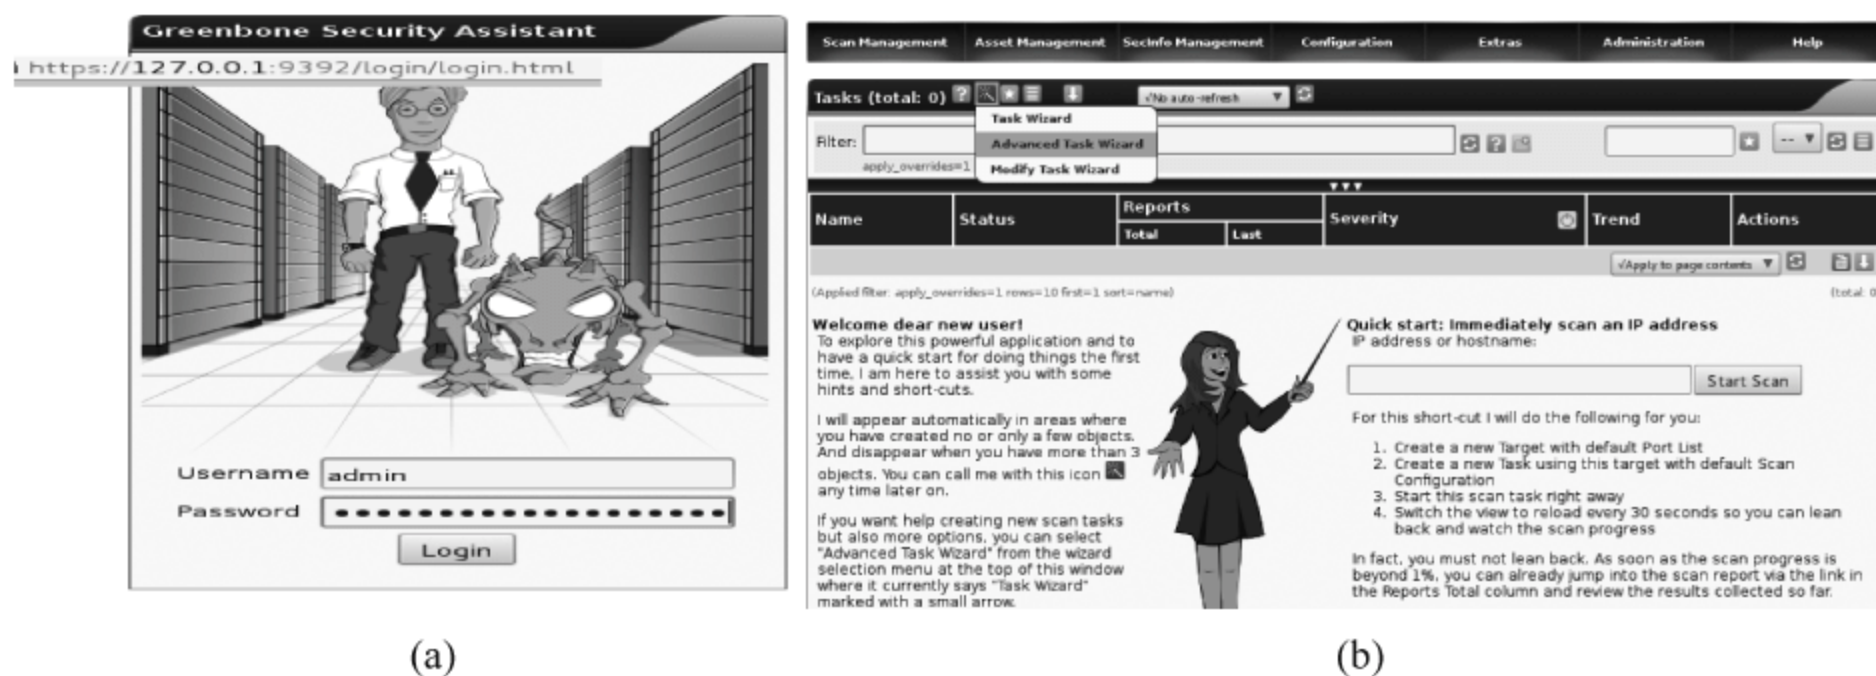 Greenbone Security Assistant
https://127.0.0.1:9392/login/login.html
Username admin
Password
Login
(a)
Scan Management Asset Management SecInfo Management Configuration Extras Administration Help
Tasks (total: 0) √No auto-refresh
Task Wizard
Advanced Task Wizard
Modify Task Wizard
Filter:
apply_overrides=1
--
Name Status Reports Severity Trend Actions
Total Last
√Apply to page contents
(Applied filter: apply_overrides=1 rows=10 first=1 sort=name) (total: 0
Welcome dear new user!
To explore this powerful application and to
have a quick start for doing things the first
time, I am here to assist you with some
hints and short-cuts.
I will appear automatically in areas where
you have created no or only a few objects.
And disappear when you have more than 3
objects. You can call me with this icon
any time later on.
If you want help creating new scan tasks
but also more options, you can select
"Advanced Task Wizard" from the wizard
selection menu at the top of this window
where it currently says "Task Wizard"
marked with a small arrow.
Quick start: Immediately scan an IP address
IP address or hostname:
Start Scan
For this short-cut I will do the following for you:
1. Create a new Target with default Port List
2. Create a new Task using this target with default Scan
Configuration
3. Start this scan task right away
4. Switch the view to reload every 30 seconds so you can lean
back and watch the scan progress
In fact, you must not lean back. As soon as the scan progress is
beyond 1%, you can already jump into the scan report via the link in
the Reports Total column and review the results collected so far.
(b)